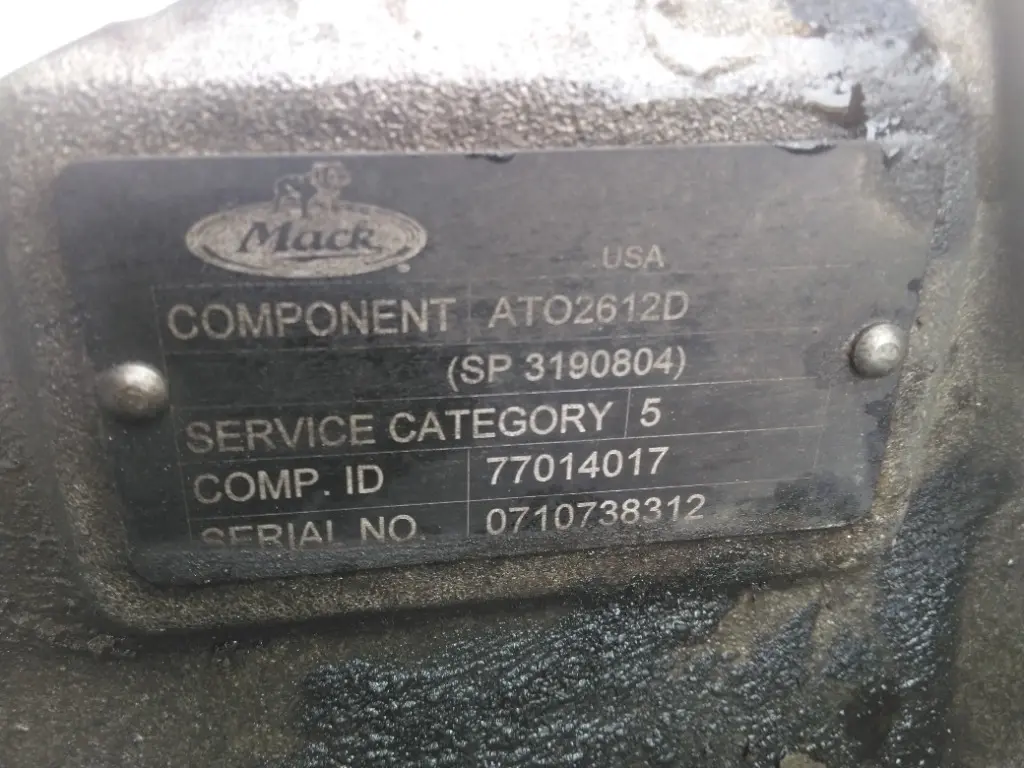 Mack
USA
COMPONENT ATO2612D
(SP 3190804)
SERVICE CATEGORY 5
COMP. ID 77014017
SERIAL NO. 0710738312